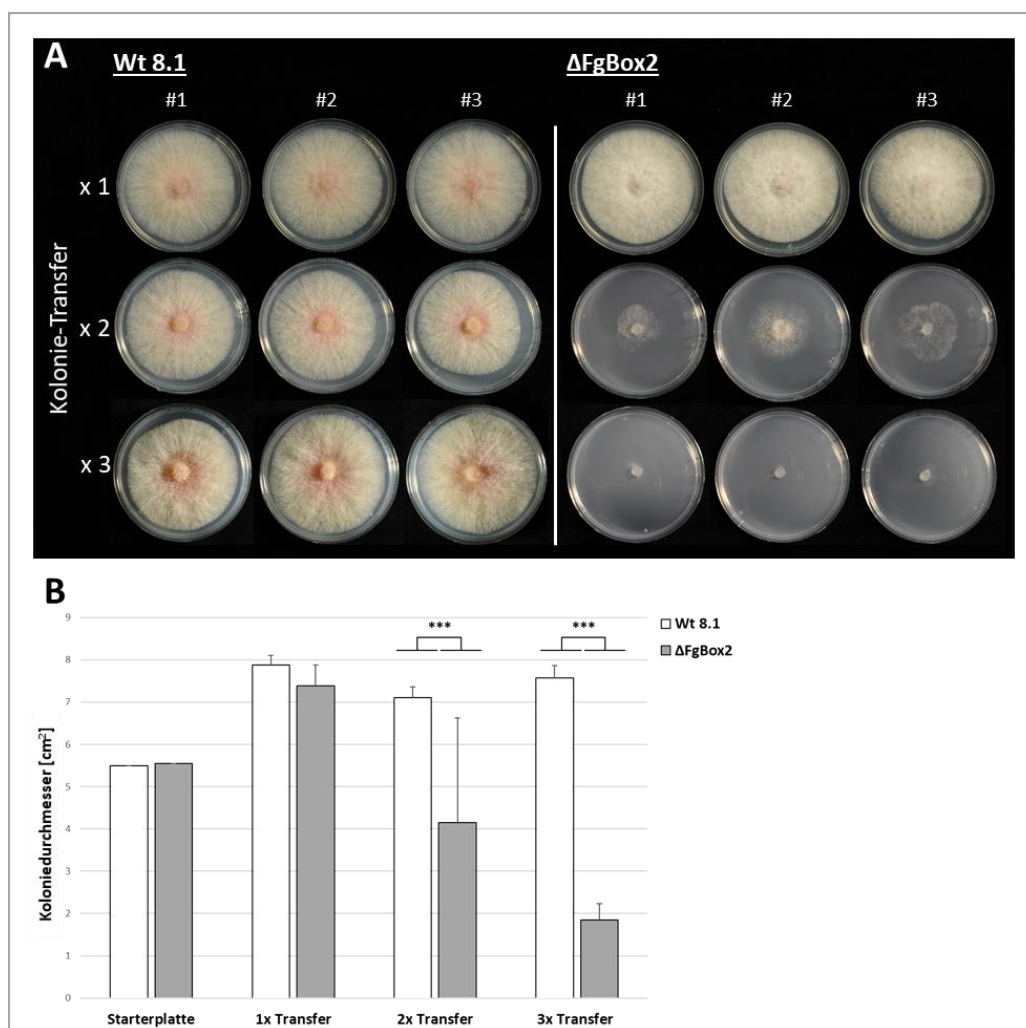 A
Wt 8.1 ΔFgBox2
#1 #2 #3 #1 #2 #3
x 1
x 2
x 3
Kolonie-Transfer
B
Koloniedurchmesser [cm²]
9
8
7
6
5
4
3
2
1
0
*** ***
Wt 8.1
ΔFgBox2
Starterplatte 1x Transfer 2x Transfer 3x Transfer